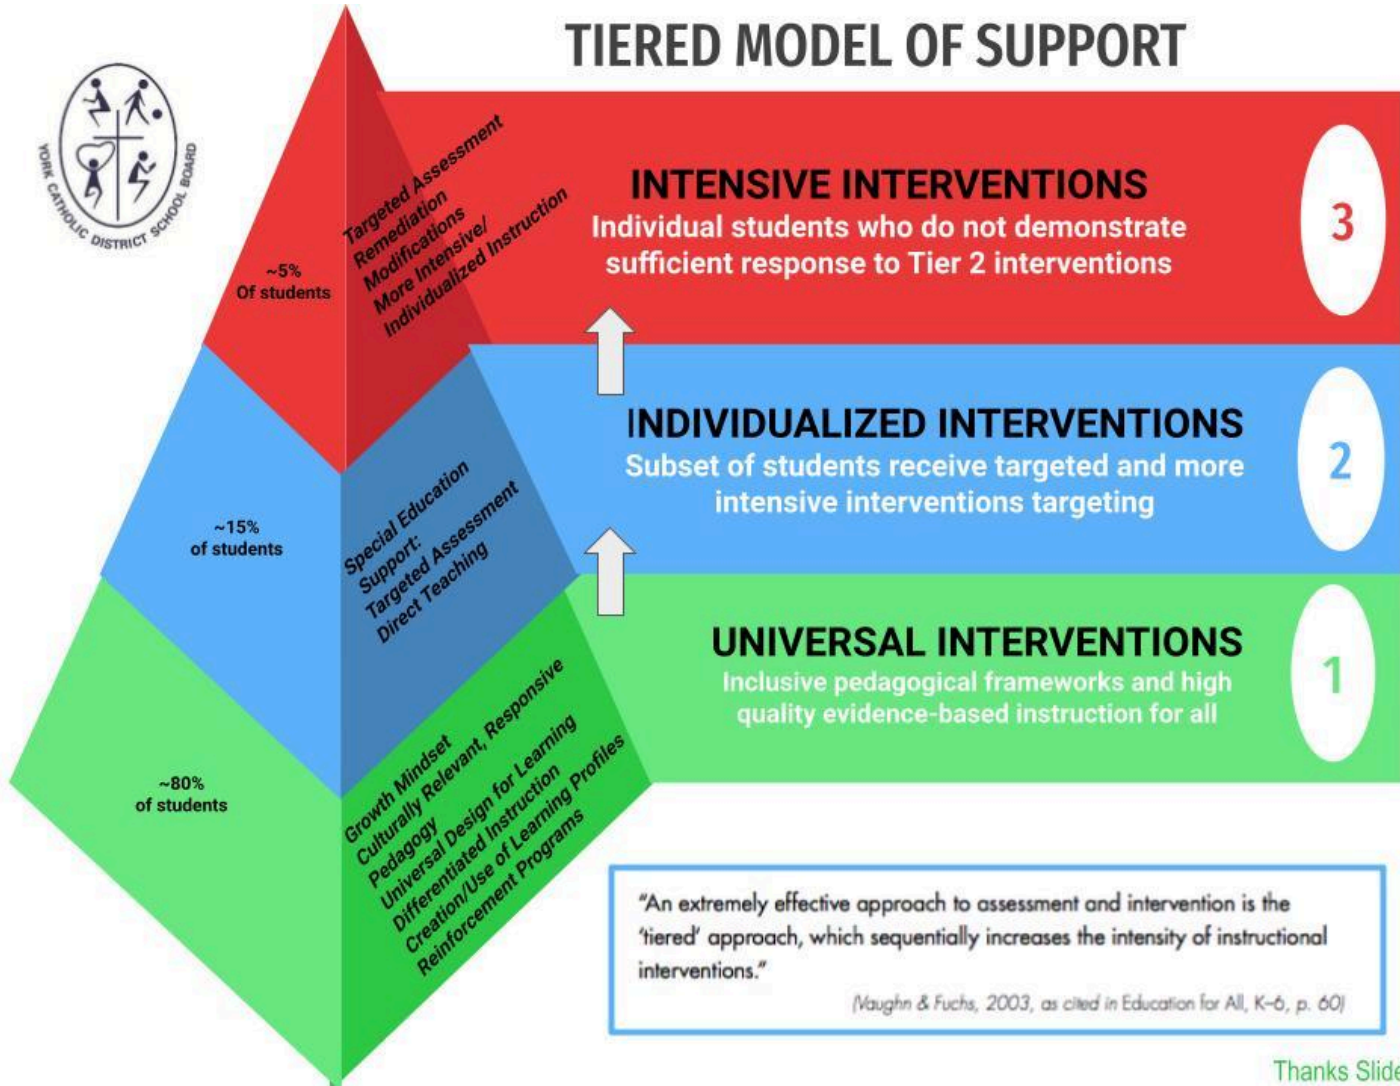 TIERED MODEL OF SUPPORT
YORK CATHOLIC DISTRICT SCHOOL BOARD
~5%
Of students
Targeted Assessment
Remediation
Modifications
More Intensive/
Individualized Instruction
INTENSIVE INTERVENTIONS
Individual students who do not demonstrate
sufficient response to Tier 2 interventions
3
~15%
of students
Special Education
Support:
Targeted Assessment
Direct Teaching
INDIVIDUALIZED INTERVENTIONS
Subset of students receive targeted and more
intensive interventions targeting
2
~80%
of students
Growth Mindset
Culturally Relevant, Responsive
Pedagogy
Universal Design for Learning
Differentiated Instruction
Creation/Use of Learning Profiles
Reinforcement Programs
UNIVERSAL INTERVENTIONS
Inclusive pedagogical frameworks and high
quality evidence-based instruction for all
1
"An extremely effective approach to assessment and intervention is the
'tiered' approach, which sequentially increases the intensity of instructional
interventions."
(Vaughn & Fuchs, 2003, as cited in Education for All, K–6, p. 60)
Thanks Slide